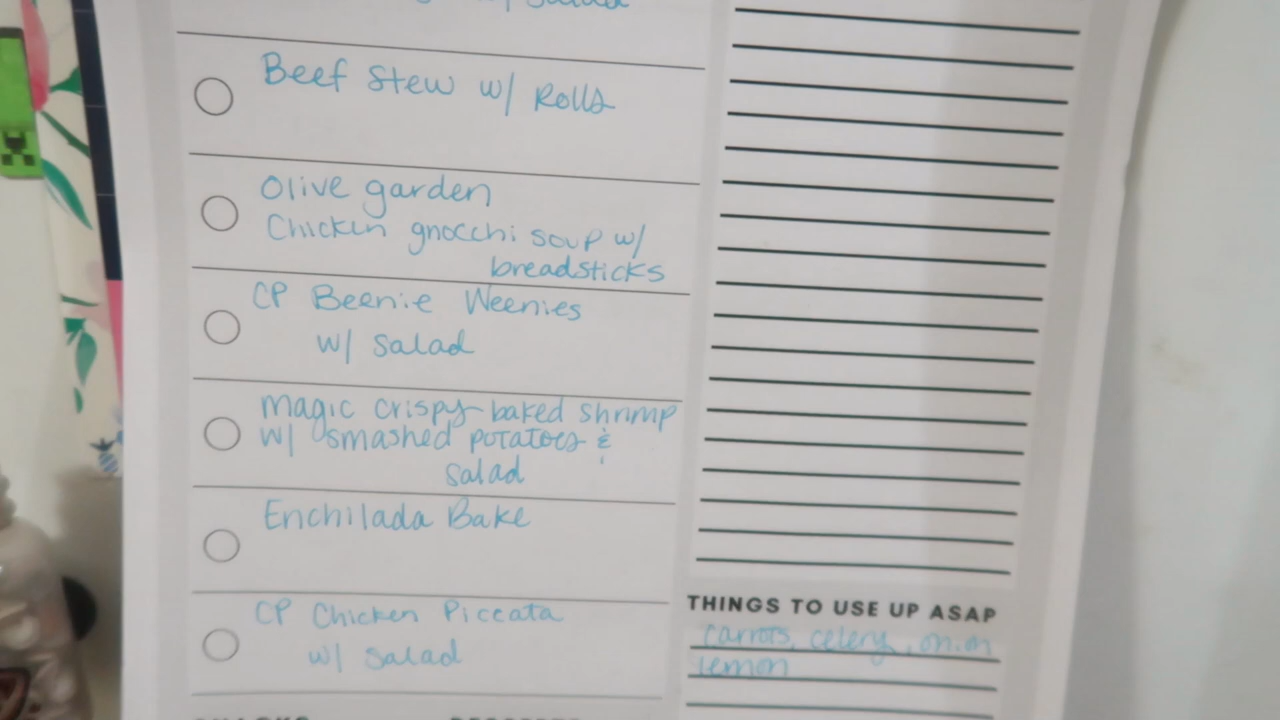 w/ salad
Beef Stew w/ Rolls
Olive garden
Chicken gnocchi soup w/
breadsticks
CP Beenie Weenies
w/ salad
magic crispy baked shrimp
w/ smashed potatoes &
salad
Enchilada Bake
CP Chicken Piccata
w/ salad
THINGS TO USE UP ASAP
carrots, celery, onion
lemon